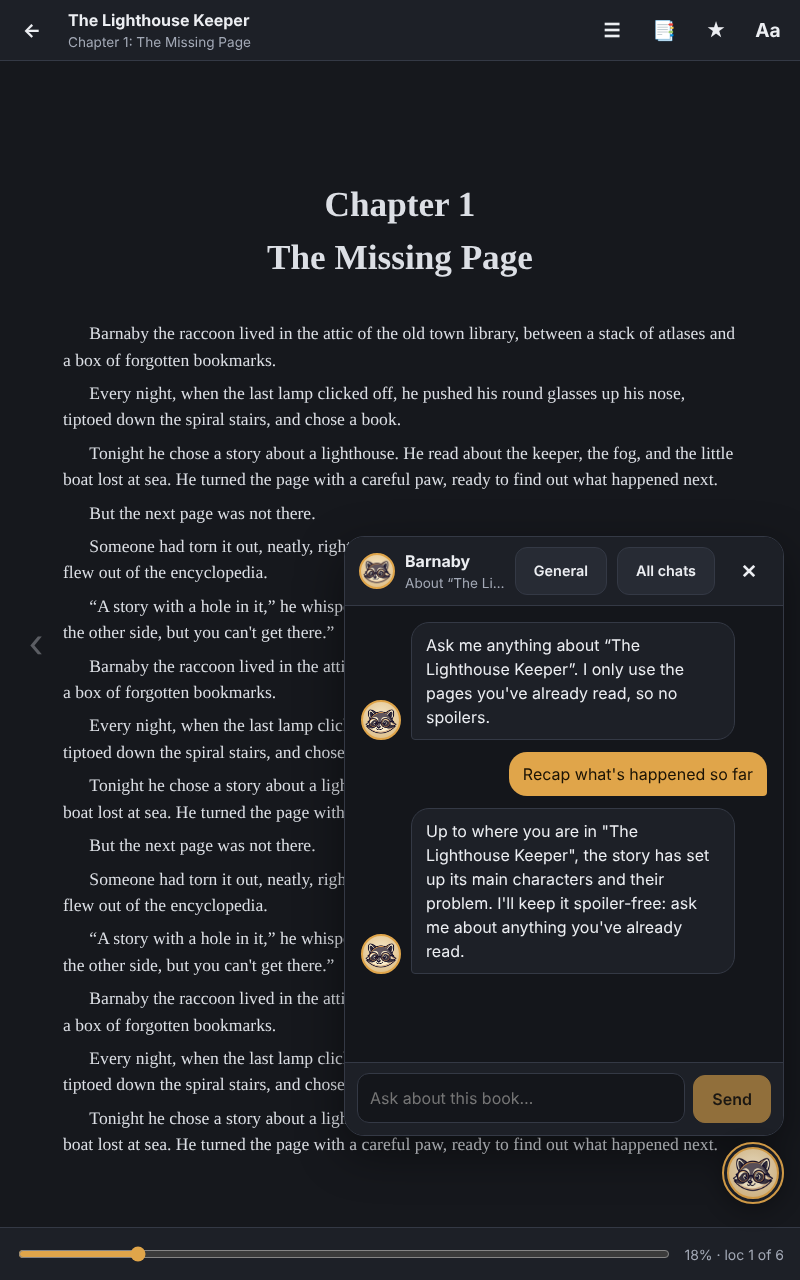 The Lighthouse Keeper
Chapter 1: The Missing Page
Aa
Chapter 1
The Missing Page
Barnaby the raccoon lived in the attic of the old town library, between a stack of atlases and
a box of forgotten bookmarks.
Every night, when the last lamp clicked off, he pushed his round glasses up his nose,
tiptoed down the spiral stairs, and chose a book.
Tonight he chose a story about a lighthouse. He read about the keeper, the fog, and the little
boat lost at sea. He turned the page with a careful paw, ready to find out what happened next.
But the next page was not there.
Someone had torn it out, neatly, right
flew out of the encyclopedia.
“A story with a hole in it,” he whisp
the other side, but you can't get there.”
Barnaby the raccoon lived in the atti
a box of forgotten bookmarks.
Every night, when the last lamp clic
tiptoed down the spiral stairs, and chose
Tonight he chose a story about a ligh
boat lost at sea. He turned the page with
But the next page was not there.
Someone had torn it out, neatly, righ
flew out of the encyclopedia.
“A story with a hole in it,” he whisp
the other side, but you can't get there.”
Barnaby the raccoon lived in the atti
a box of forgotten bookmarks.
Every night, when the last lamp clic
tiptoed down the spiral stairs, and chose
Tonight he chose a story about a ligh
boat lost at sea. He turned the page with a careful paw, ready to find out what happened next.
Barnaby
About “The Li...
General
All chats
Ask me anything about “The
Lighthouse Keeper”. I only use the
pages you've already read, so no
spoilers.
Recap what's happened so far
Up to where you are in "The
Lighthouse Keeper", the story has set
up its main characters and their
problem. I'll keep it spoiler-free: ask
me about anything you've already
read.
Ask about this book...
Send
18% · loc 1 of 6